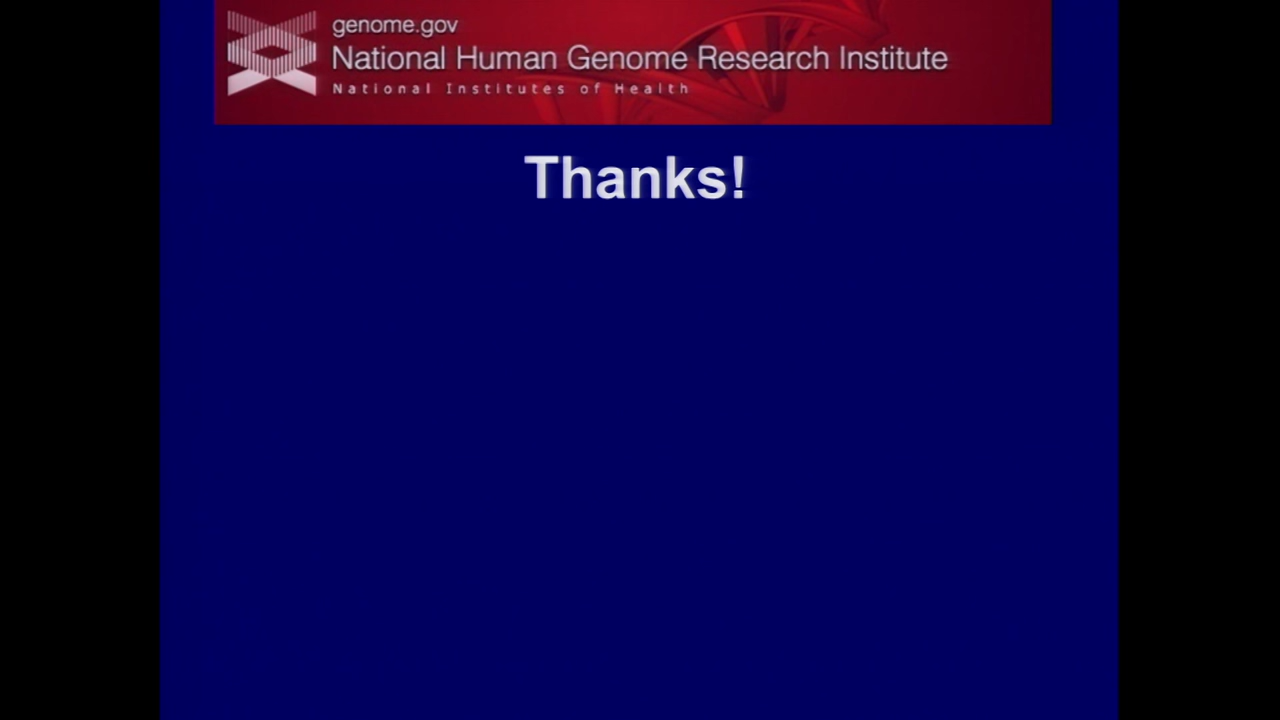 genome.gov
National Human Genome Research Institute
National Institutes of Health
Thanks!